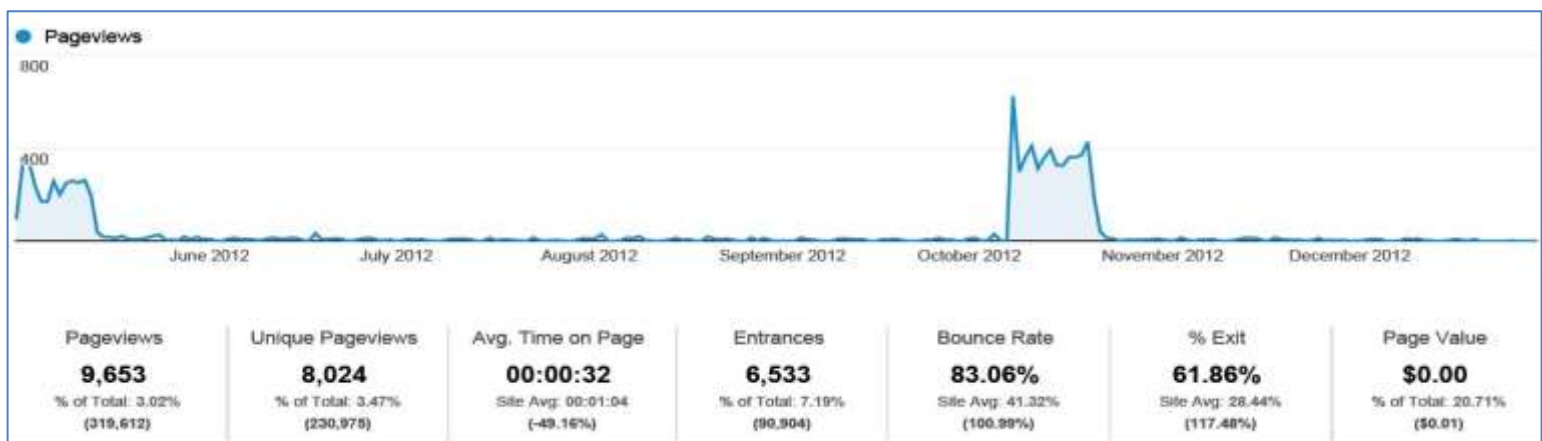 Pageviews
800
400
June 2012 July 2012 August 2012 September 2012 October 2012 November 2012 December 2012
Pageviews Unique Pageviews Avg. Time on Page Entrances Bounce Rate % Exit Page Value
9,653 8,024 00:00:32 6,533 83.06% 61.86% $0.00
% of Total: 3.02% % of Total: 3.47% Site Avg: 00:01:04 % of Total: 7.19% Site Avg: 41.32% Site Avg: 28.44% % of Total: 20.71%
(319,612) (230,975) (-49.16%) (90,904) (100.99%) (117.48%) ($0.01)